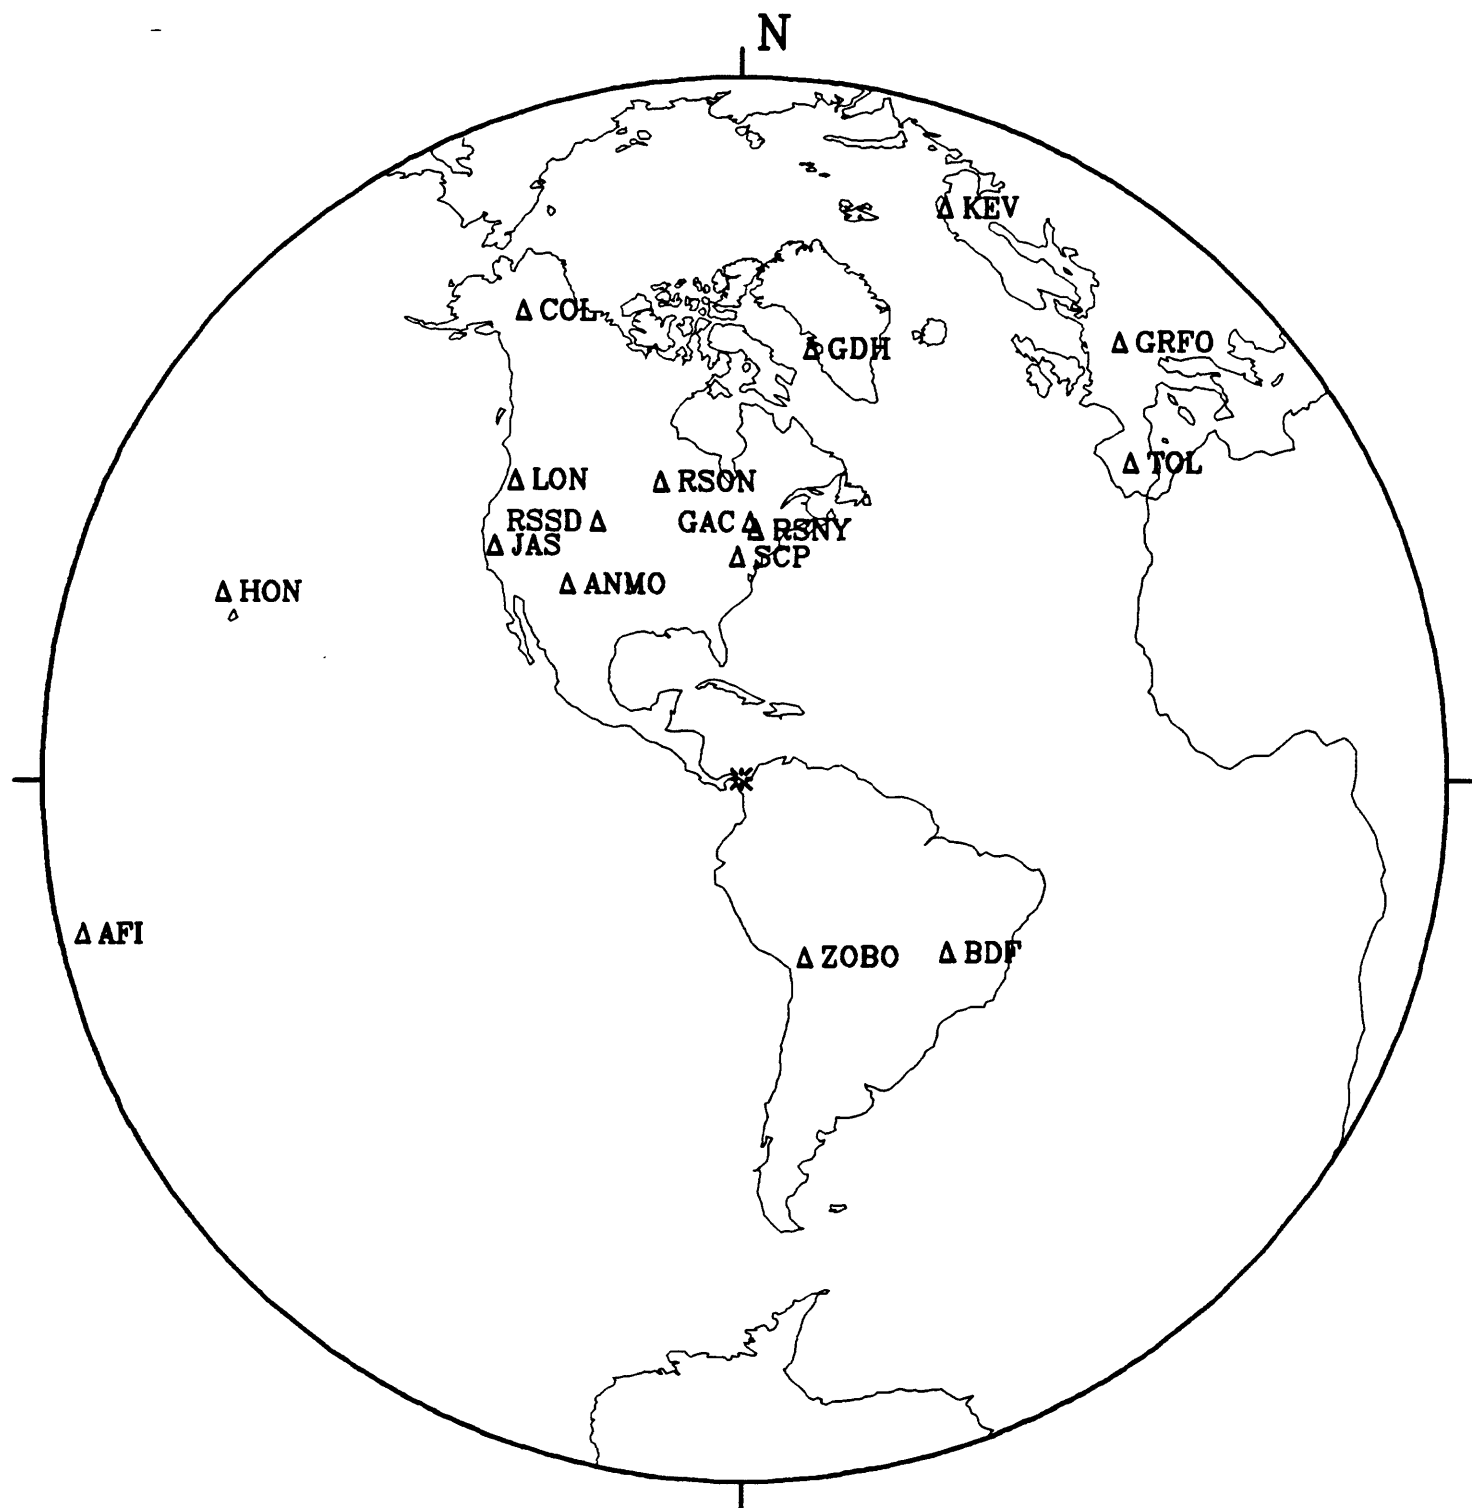 N
KEV
COL
GDH
GRFO
TOL
LON
RSON
RSSD
GAC
RSNY
JAS
SCP
ANMO
HON
AFI
ZOBO
BDF